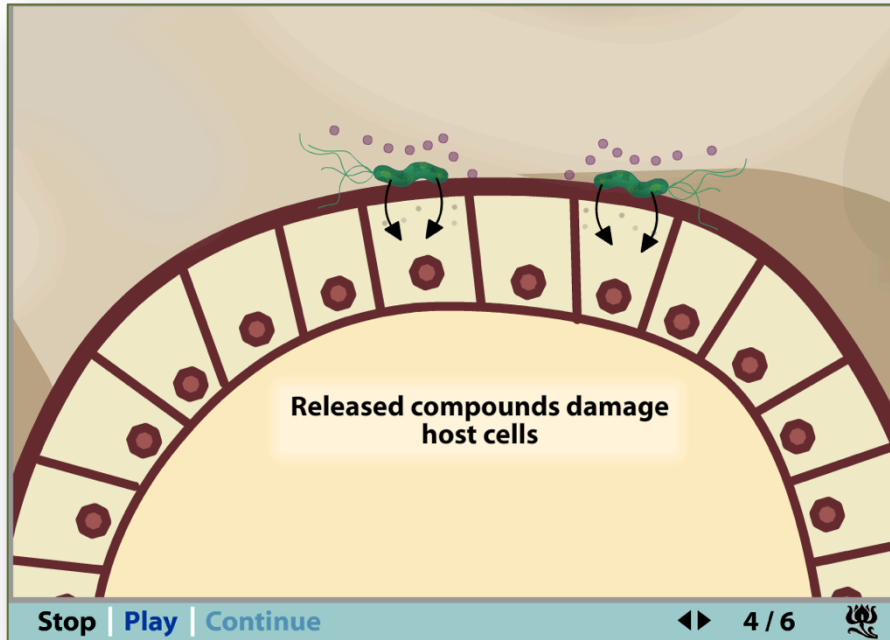 Released compounds damage
host cells
Stop | Play | Continue 4 / 6